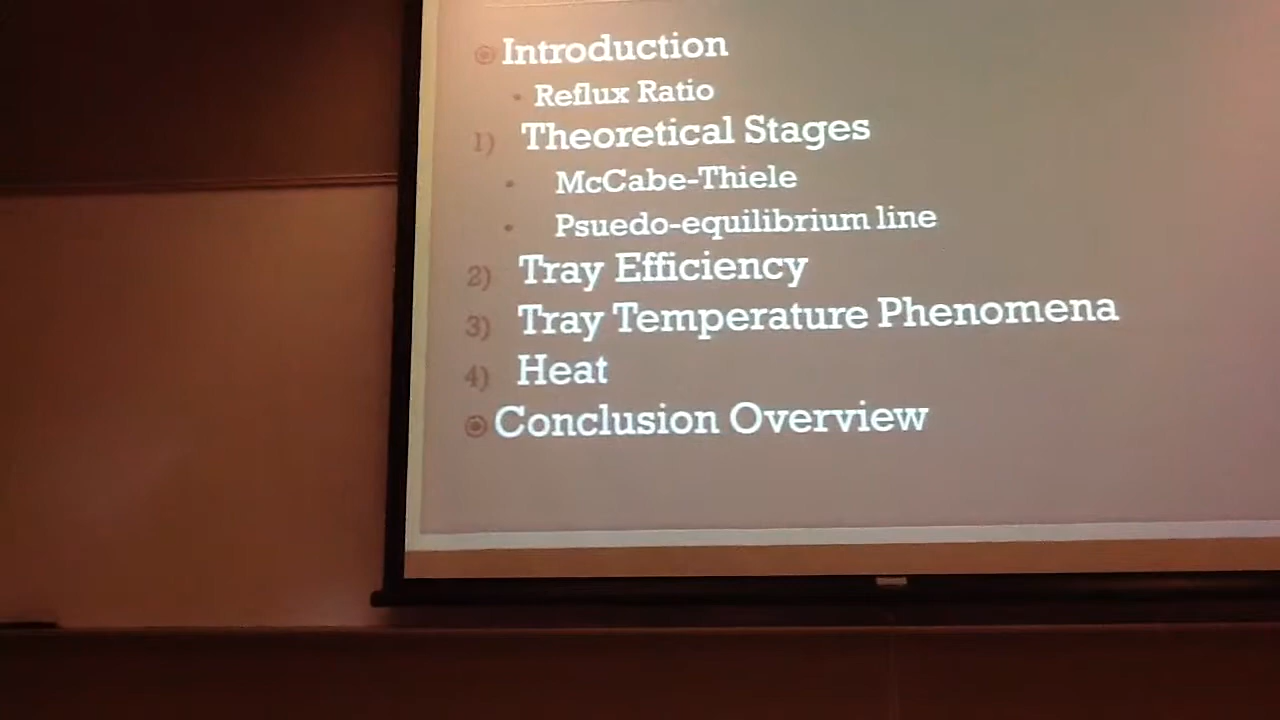 Introduction
Reflux Ratio
1) Theoretical Stages
McCabe-Thiele
Psuedo-equilibrium line
2) Tray Efficiency
3) Tray Temperature Phenomena
4) Heat
Conclusion Overview